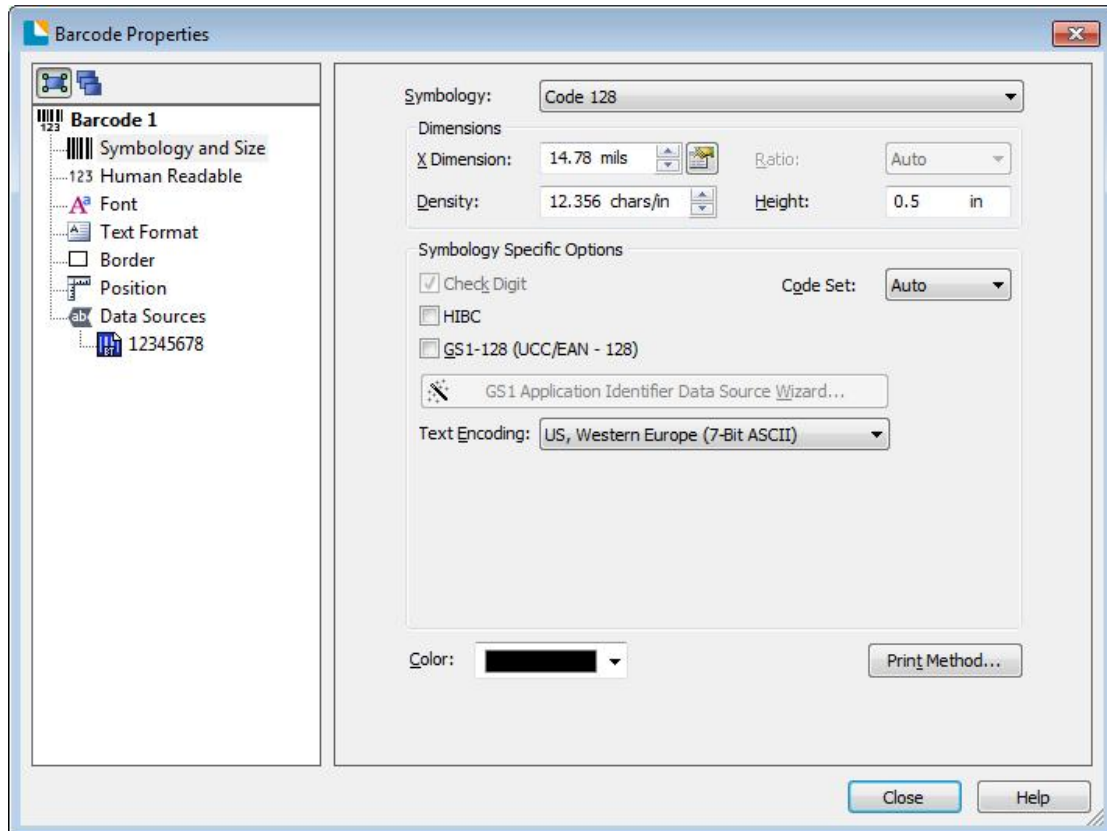 Barcode Properties
Barcode 1
Symbology and Size
123 Human Readable
Font
Text Format
Border
Position
Data Sources
12345678
Symbology: Code 128
Dimensions
X Dimension: 14.78 mils Ratio: Auto
Density: 12.356 chars/in Height: 0.5 in
Symbology Specific Options
Check Digit Code Set: Auto
HIBC
GS1-128 (UCC/EAN - 128)
GS1 Application Identifier Data Source Wizard...
Text Encoding: US, Western Europe (7-Bit ASCII)
Color: Print Method...
Close Help